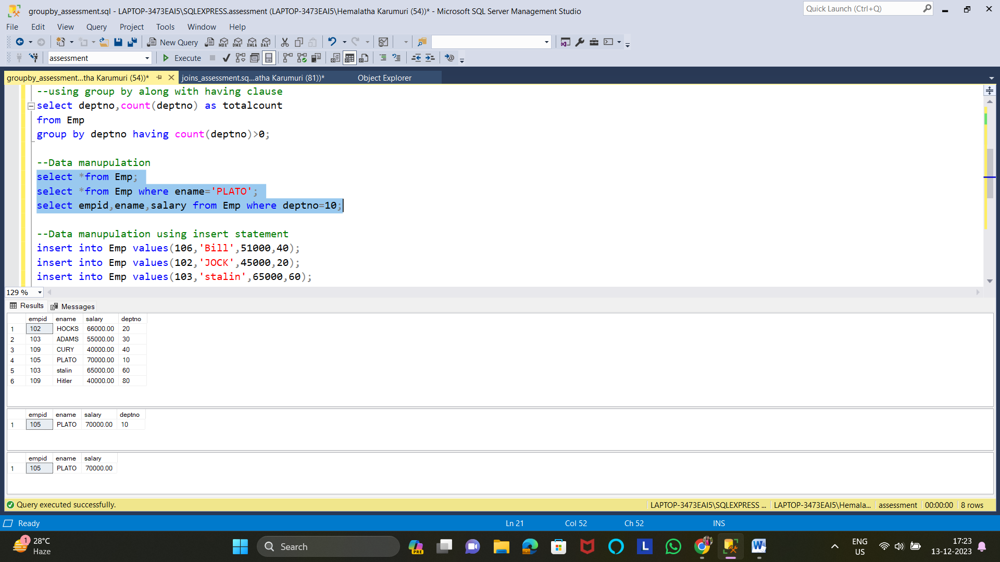 groupby_assessment.sql - LAPTOP-3473EAI5\SQLEXPRESS.assessment (LAPTOP-3473EAI5\Hemalatha Karumuri (54))* - Microsoft SQL Server Management Studio
Quick Launch (Ctrl+Q)
File Edit View Query Project Tools Window Help
New Query MDX DMX XMLA DAX
assessment Execute
groupby_assessment...tha Karumuri (54))* joins_assessment.sq...atha Karumuri (81))* Object Explorer
--using group by along with having clause
select deptno,count(deptno) as totalcount
from Emp
group by deptno having count(deptno)>0;
--Data manupulation
select *from Emp;
select *from Emp where ename='PLATO';
select empid,ename,salary from Emp where deptno=10;
--Data manupulation using insert statement
insert into Emp values(106,'Bill',51000,40);
insert into Emp values(102,'JOCK',45000,20);
insert into Emp values(103,'stalin',65000,60);
129 %
Results Messages
empid ename salary deptno
1 102 HOCKS 66000.00 20
2 103 ADAMS 55000.00 30
3 109 CURY 40000.00 40
4 105 PLATO 70000.00 10
5 103 stalin 65000.00 60
6 109 Hitler 40000.00 80
empid ename salary deptno
1 105 PLATO 70000.00 10
empid ename salary
1 105 PLATO 70000.00
Query executed successfully. LAPTOP-3473EAI5\SQLEXPRESS ... LAPTOP-3473EAI5\Hemala... assessment 00:00:00 8 rows
Ready Ln 21 Col 52 Ch 52 INS
1 28°C
Haze
Search
PRE
L
W
ENG
US
17:23
13-12-2023